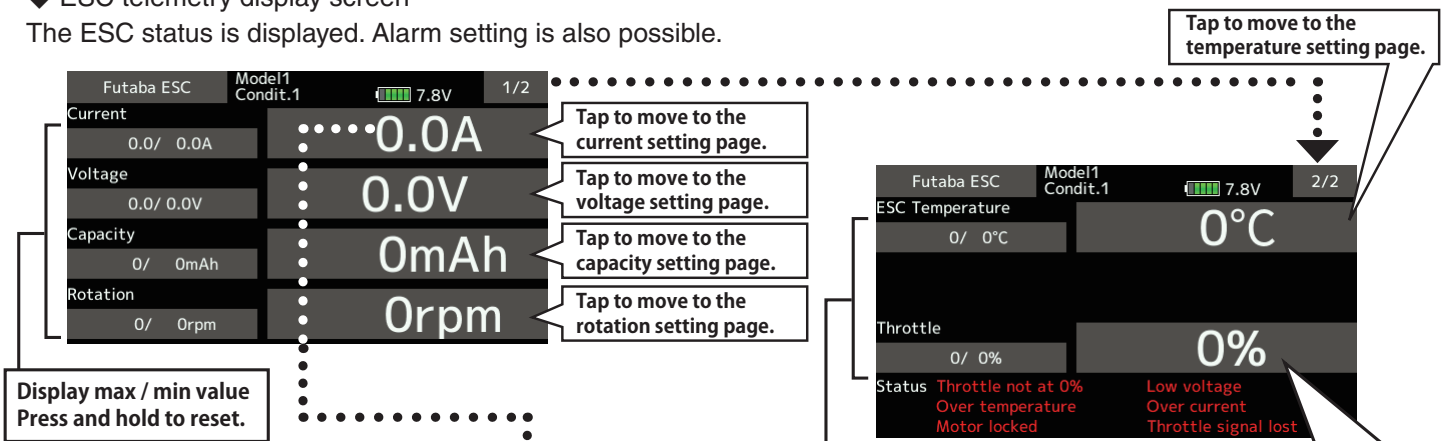 ◆ ESC telemetry display screen
The ESC status is displayed. Alarm setting is also possible.
Tap to move to the
temperature setting page.
Futaba ESC
Model1
Condit.1
7.8V
1/2
Current
0.0/ 0.0A
0.0A
Tap to move to the
current setting page.
Voltage
0.0/ 0.0V
0.0V
Tap to move to the
voltage setting page.
Capacity
0/ 0mAh
0mAh
Tap to move to the
capacity setting page.
Rotation
0/ 0rpm
0rpm
Tap to move to the
rotation setting page.
Display max / min value
Press and hold to reset.
Futaba ESC
Model1
Condit.1
7.8V
2/2
ESC Temperature
0/ 0°C
0°C
Throttle
0/ 0%
0%
Status Throttle not at 0% Low voltage
Over temperature Over current
Motor locked Throttle signal lost